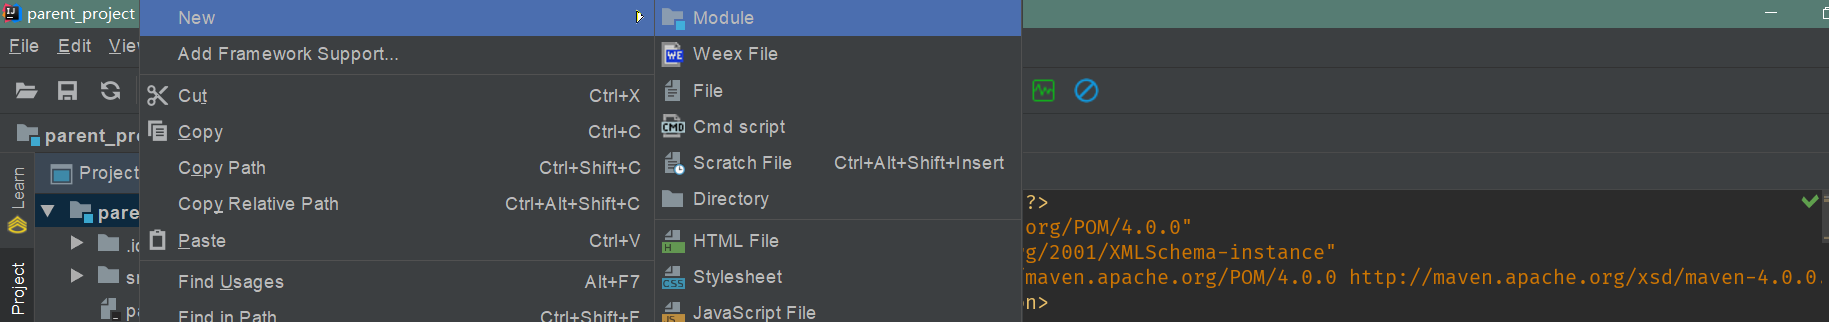 parent_project
File Edit
New
Add Framework Support...
Cut Ctrl+X
Copy Ctrl+C
Copy Path Ctrl+Shift+C
Copy Relative Path Ctrl+Alt+Shift+C
Paste Ctrl+V
Find Usages Alt+F7
Find in Path Ctrl+Shift+F
Module
Weex File
File
Cmd script
Scratch File Ctrl+Alt+Shift+Insert
Directory
HTML File
Stylesheet
JavaScript File
parent_pr
Learn
Project
Project
pare
?>
org/POM/4.0.0"
g/2001/XMLSchema-instance"
maven.apache.org/POM/4.0.0 http://maven.apache.org/xsd/maven-4.0.0.
n>